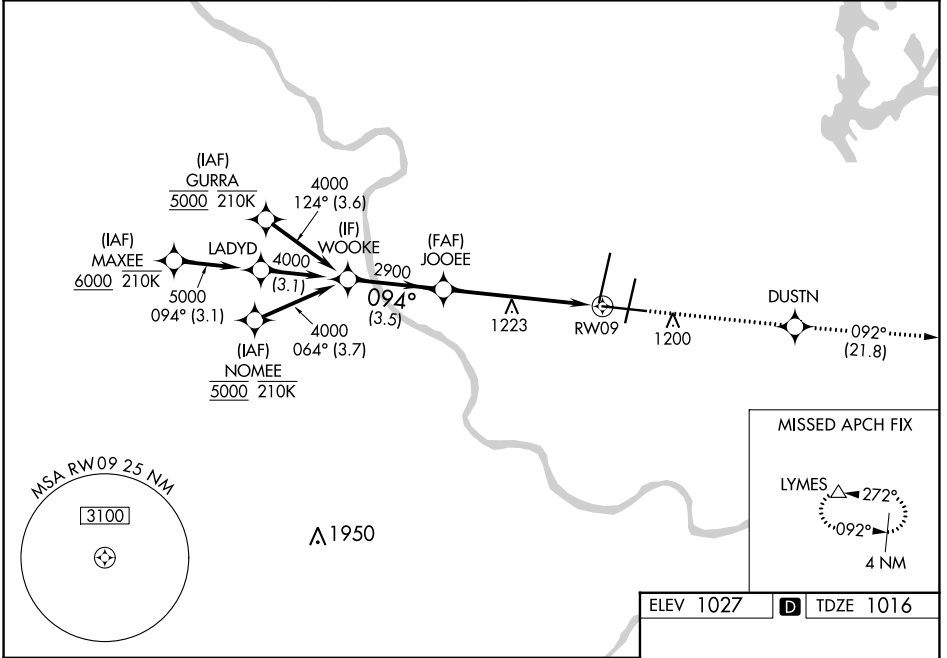 (IAF)
GURRA
5000 210K
4000
124° (3.6)
(IAF)
MAXEE
6000 210K
LADYD
4000
(3.1)
5000
094° (3.1)
(IF)
WOOKE
2900
094°
(3.5)
(FAF)
JOOEE
4000
064° (3.7)
(IAF)
NOMEE
5000 210K
1223
RW09
1200
DUSTN
092°
(21.8)
MSA RW09 25 NM
3100
1950
MISSED APCH FIX
LYMES
272°
092°
4 NM
ELEV 1027 D TDZE 1016